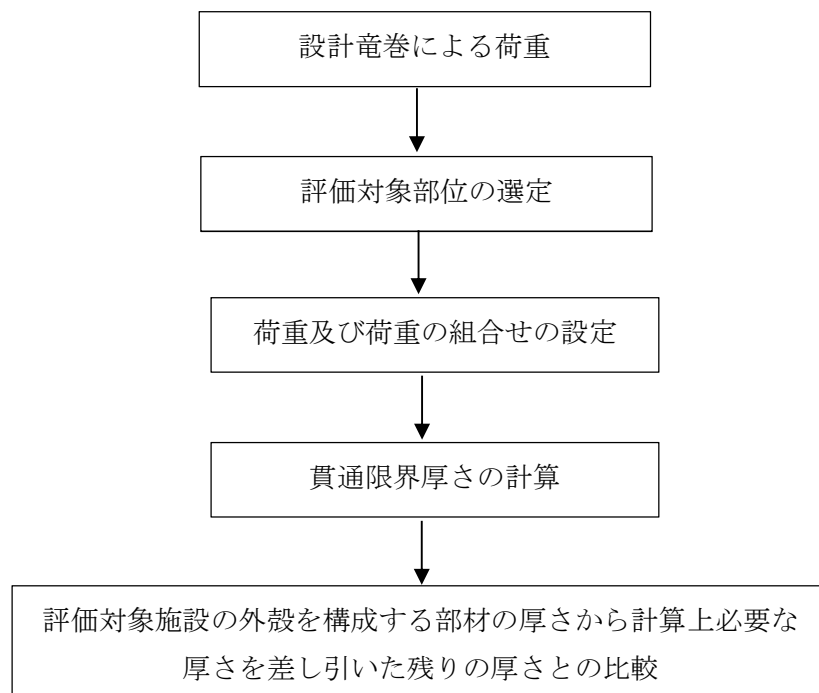 設計竜巻による荷重
評価対象部位の選定
荷重及び荷重の組合せの設定
貫通限界厚さの計算
評価対象施設の外殻を構成する部材の厚さから計算上必要な
厚さを差し引いた残りの厚さとの比較